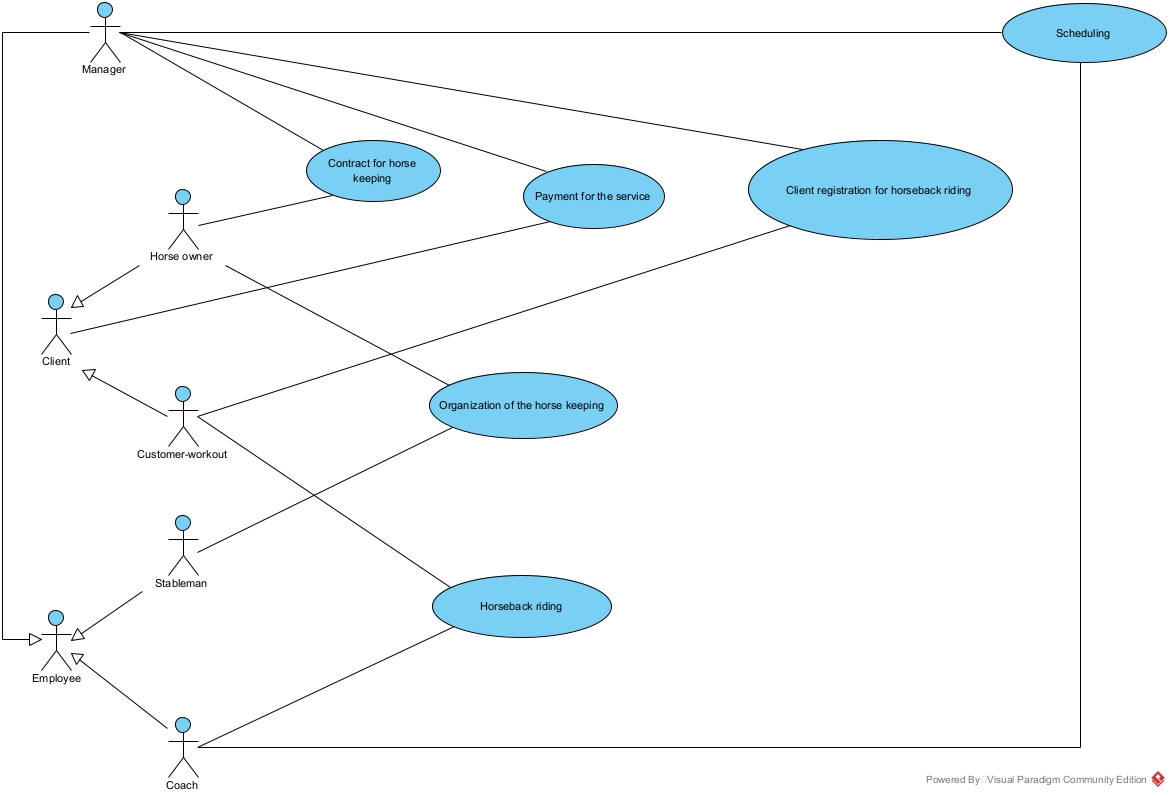 Scheduling
Manager
Contract for horse
keeping
Payment for the service
Client registration for horseback riding
Horse owner
Client
Organization of the horse keeping
Customer-workout
Stableman
Horseback riding
Employee
Coach
Powered By Visual Paradigm Community Edition